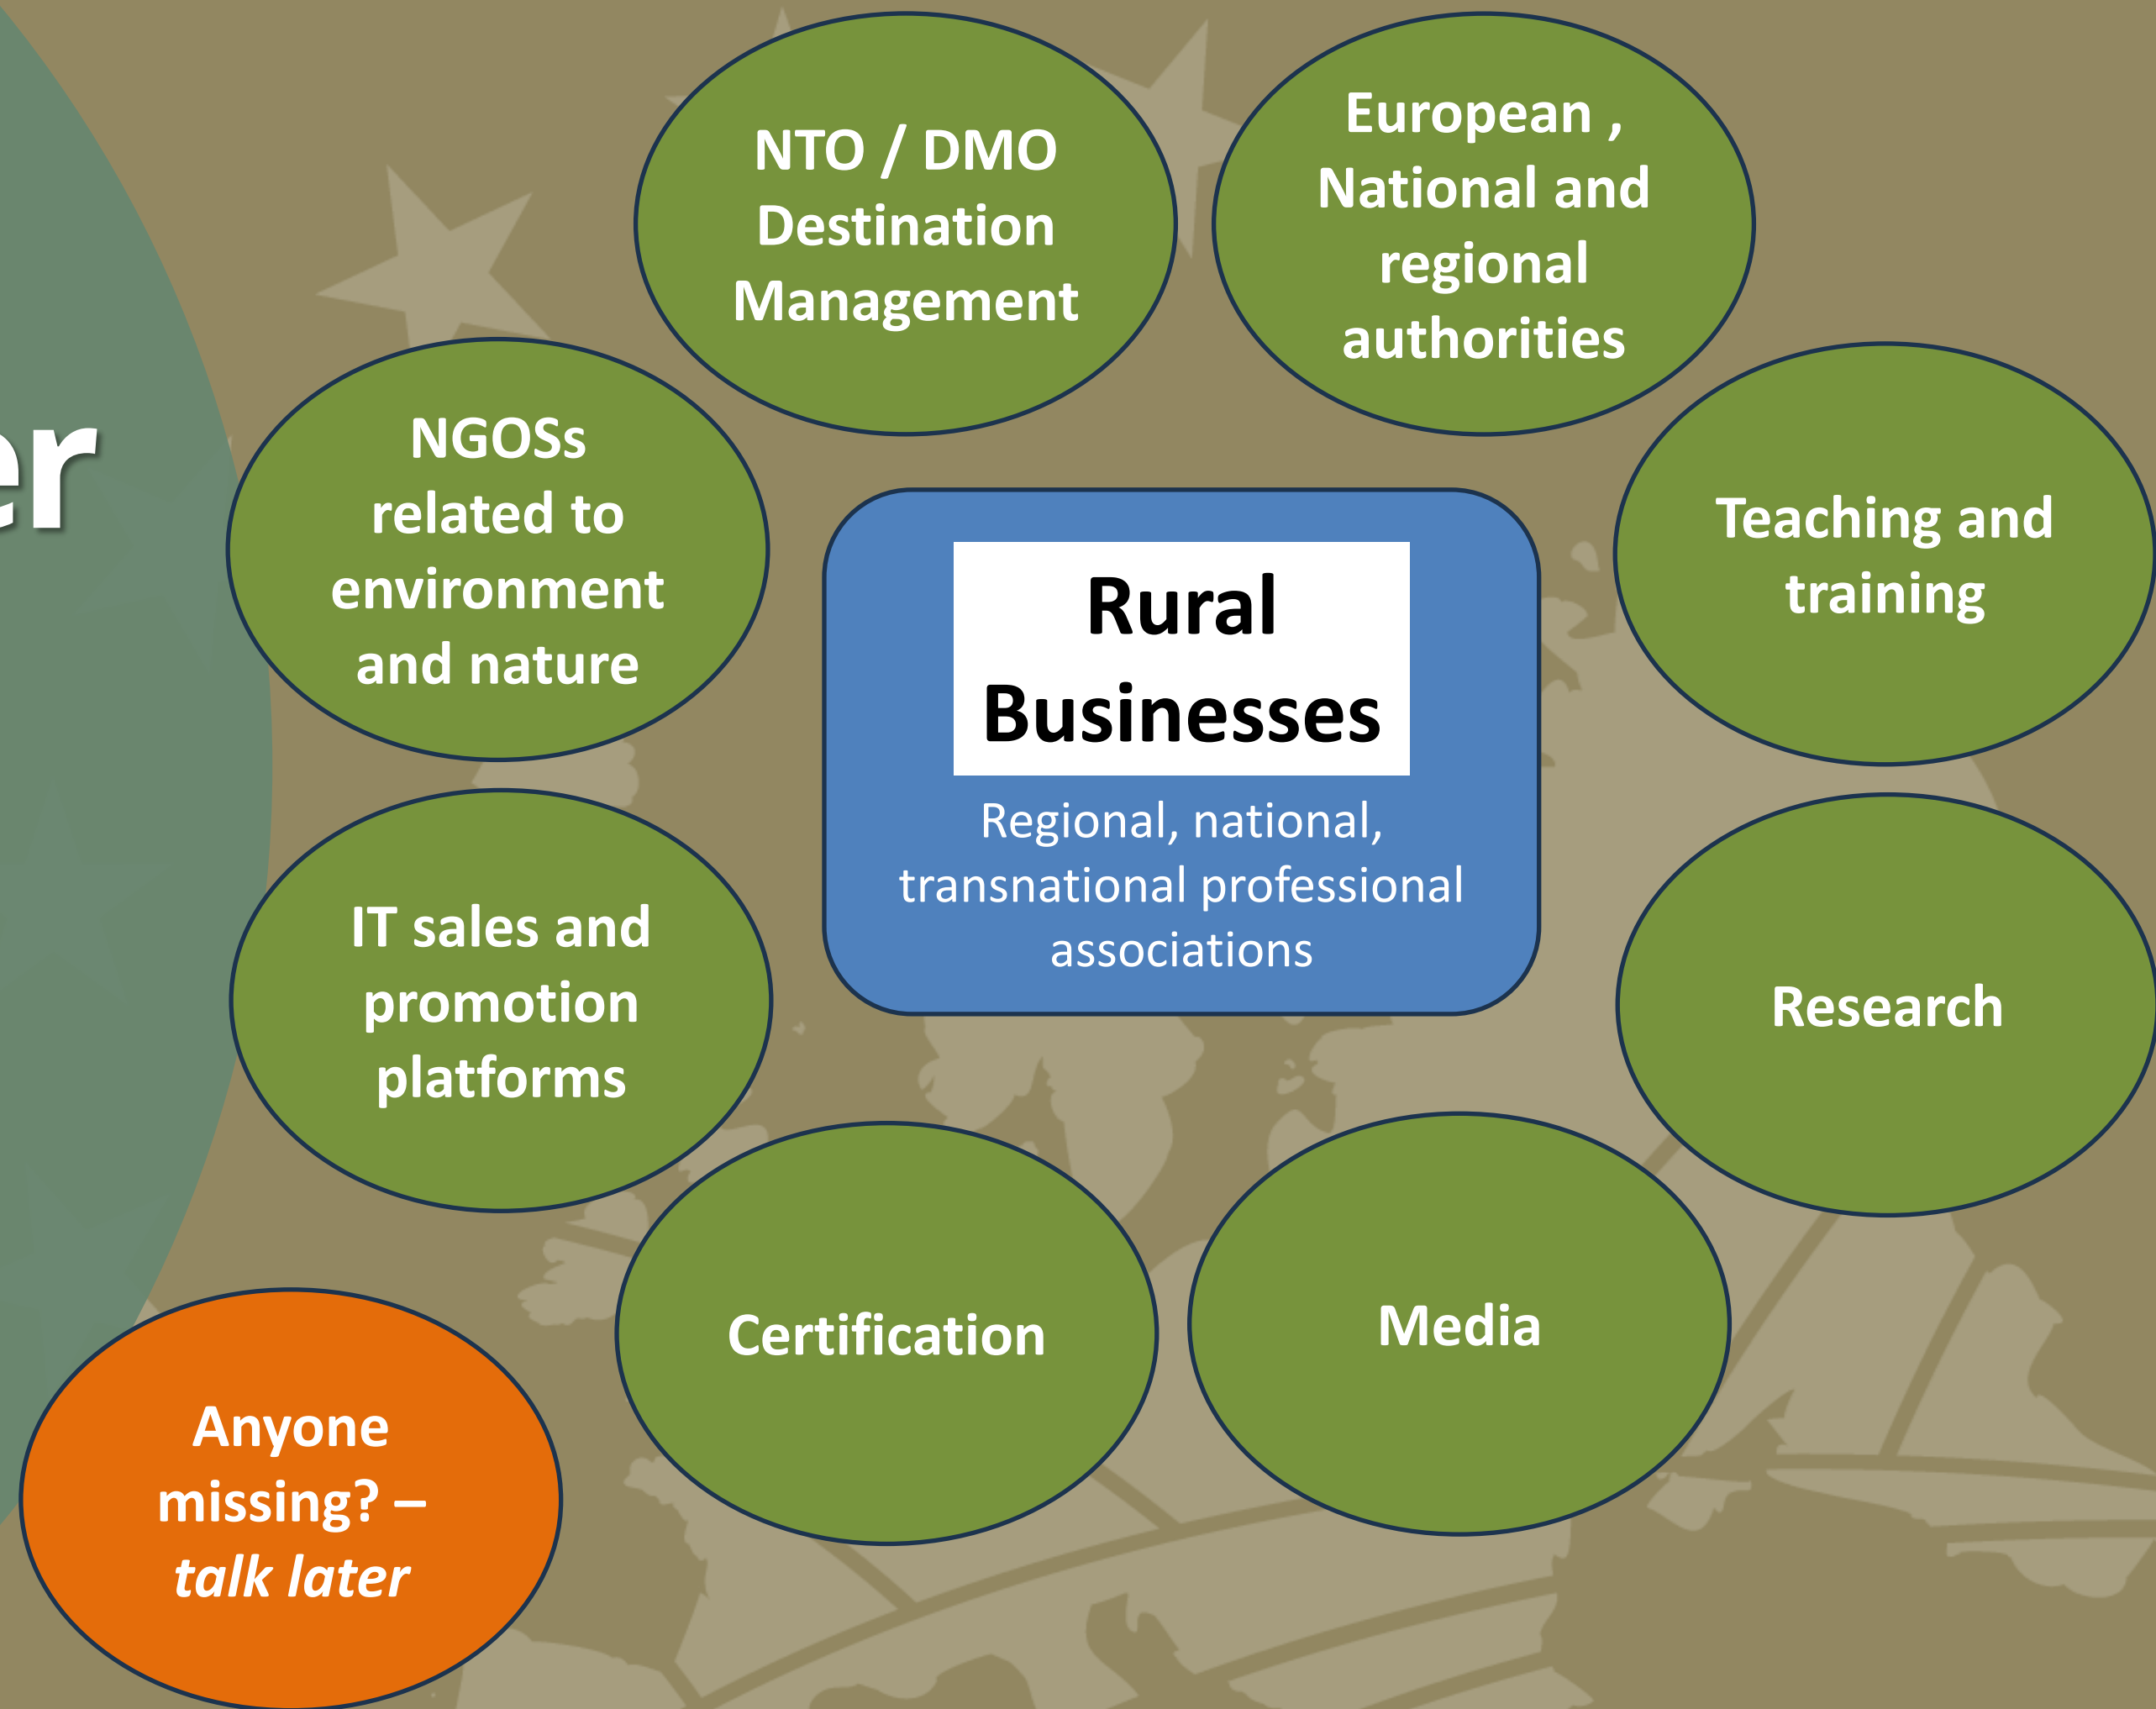 NTO / DMO
Destination
Management
European ,
National and
regional
authorities
NGOSs
related to
environment
and nature
Teaching and
training
Rural
Businesses
Regional, national,
transnational professional
associations
IT sales and
promotion
platforms
Research
Certification
Media
Anyone
missing? –
talk later